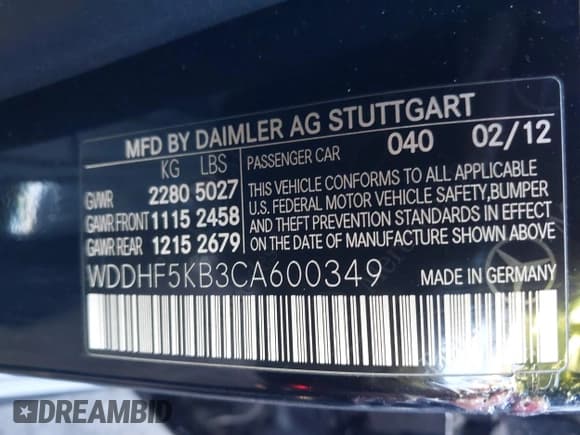 MFD BY DAIMLER AG STUTTGART
KG LBS PASSENGER CAR 040 02/12
GVWR 2280 5027 THIS VEHICLE CONFORMS TO ALL APPLICABLE
GAWR FRONT 1115 2458 U.S. FEDERAL MOTOR VEHICLE SAFETY, BUMPER
GAWR REAR 1215 2679 AND THEFT PREVENTION STANDARDS IN EFFECT
ON THE DATE OF MANUFACTURE SHOWN ABOVE
WDDHF5KB3CA600349 MADE IN GERMANY
DREAMBID